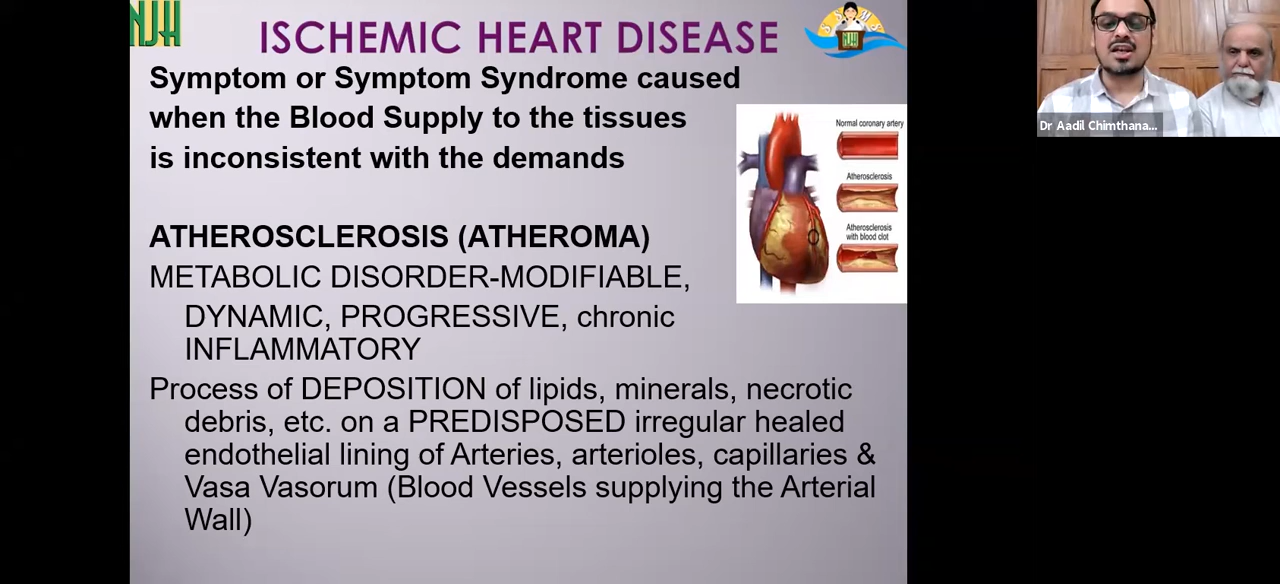 NJH
ISCHEMIC HEART DISEASE
Symptom or Symptom Syndrome caused
when the Blood Supply to the tissues
is inconsistent with the demands
Normal coronary artery
Atherosclerosis
Atherosclerosis
with blood clot
ATHEROSCLEROSIS (ATHEROMA)
METABOLIC DISORDER-MODIFIABLE,
DYNAMIC, PROGRESSIVE, chronic
INFLAMMATORY
Process of DEPOSITION of lipids, minerals, necrotic
debris, etc. on a PREDISPOSED irregular healed
endothelial lining of Arteries, arterioles, capillaries &
Vasa Vasorum (Blood Vessels supplying the Arterial
Wall)
Dr Aadil Chimthana...